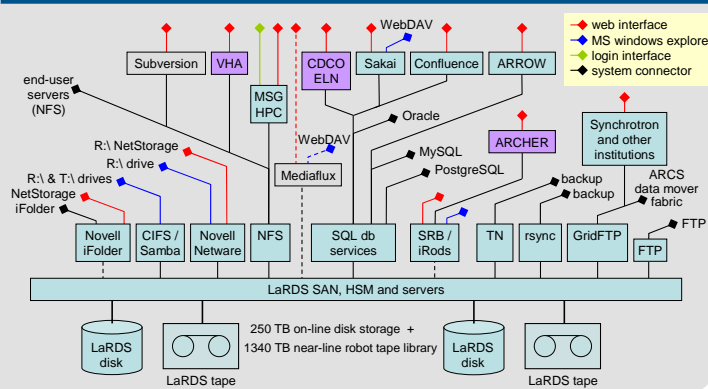 WebDAV
web interface
MS windows explore
login interface
system connector
Subversion
VHA
CDCO
ELN
Sakai
Confluence
ARROW
end-user
servers
(NFS)
MSG
HPC
Oracle
Synchrotron
and other
institutions
R:\ NetStorage
WebDAV
ARCHER
R:\ drive
MySQL
R:\ & T:\ drives
Mediaflux
PostgreSQL
ARCS
data mover
fabric
NetStorage
iFolder
backup
backup
FTP
Novell
iFolder
CIFS /
Samba
Novell
Netware
NFS
SQL db
services
SRB /
iRods
TN
rsync
GridFTP
FTP
LaRDS SAN, HSM and servers
LaRDS
disk
250 TB on-line disk storage +
1340 TB near-line robot tape library
LaRDS
disk
LaRDS tape
LaRDS tape